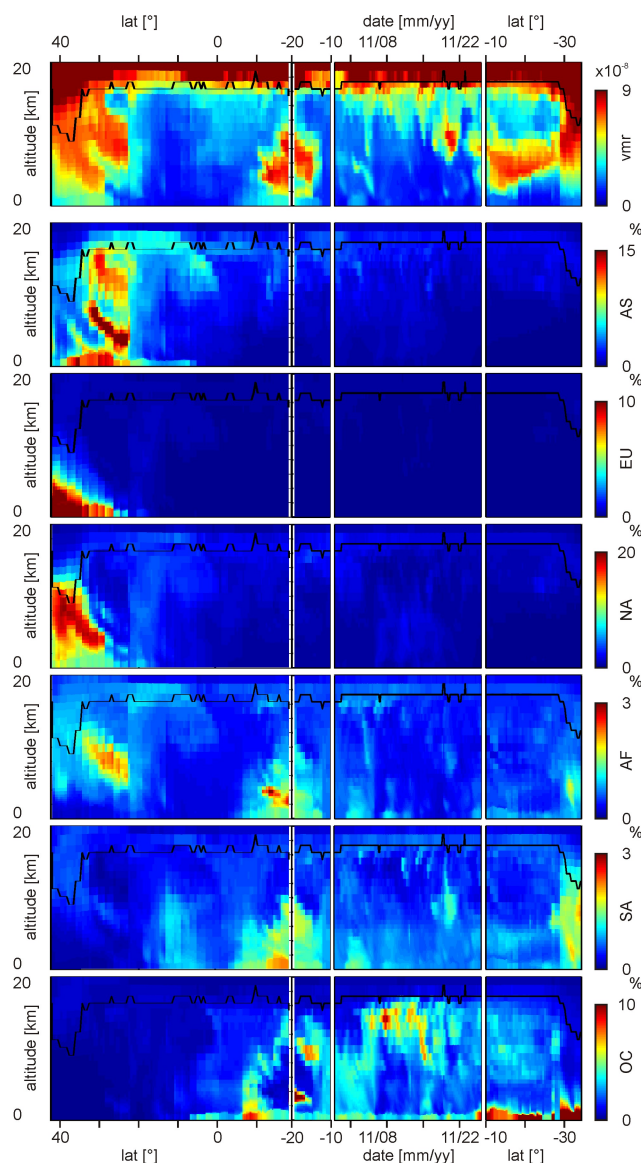 lat [°] date [mm/yy] lat [°]
40 20 0 -20 -10 11/08 11/22 -10 -30
x10⁻⁸
20 9
altitude [km] vmr
0 0
%
20 15
altitude [km] AS
0 0
%
20 10
altitude [km] EU
0 0
%
20 20
altitude [km] NA
0 0
%
20 3
altitude [km] AF
0 0
%
20 3
altitude [km] SA
0 0
%
20 10
altitude [km] OC
0 0
40 20 0 -20 -10 11/08 11/22 -10 -30
lat [°] date [mm/yy] lat [°]